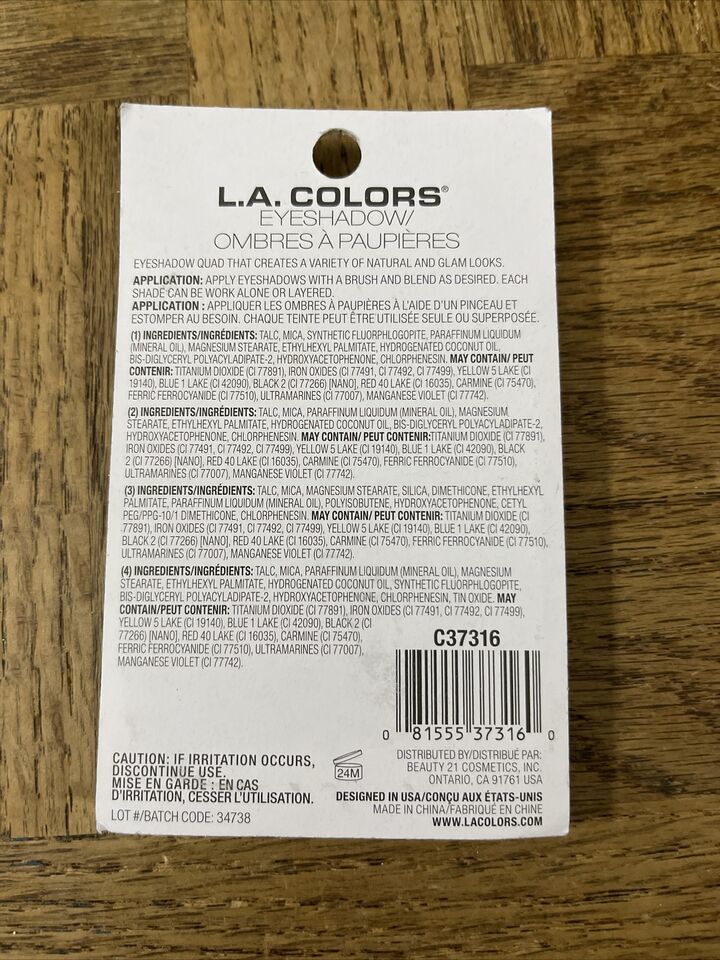 L.A. COLORS®
EYESHADOW/
OMBRES À PAUPIÈRES
EYESHADOW QUAD THAT CREATES A VARIETY OF NATURAL AND GLAM LOOKS.
APPLICATION: APPLY EYESHADOWS WITH A BRUSH AND BLEND AS DESIRED. EACH
SHADE CAN BE WORK ALONE OR LAYERED.
APPLICATION : APPLIQUER LES OMBRES À PAUPIÈRES À L'AIDE D'UN PINCEAU ET
ESTOMPER AU BESOIN. CHAQUE TEINTE PEUT ÊTRE UTILISÉE SEULE OU SUPERPOSÉE.
(1) INGREDIENTS/INGRÉDIENTS: TALC, MICA, SYNTHETIC FLUORPHLOGOPITE, PARAFFINUM LIQUIDUM
(MINERAL OIL), MAGNESIUM STEARATE, ETHYLHEXYL PALMITATE, HYDROGENATED COCONUT OIL,
BIS-DIGLYCERYL POLYACYLADIPATE-2, HYDROXYACETOPHENONE, CHLORPHENESIN. MAY CONTAIN/ PEUT
CONTENIR: TITANIUM DIOXIDE (CI 77891), IRON OXIDES (CI 77491, CI 77492, CI 77499), YELLOW 5 LAKE (CI
19140), BLUE 1 LAKE (CI 42090), BLACK 2 (CI 77266) [NANO], RED 40 LAKE (CI 16035), CARMINE (CI 75470),
FERRIC FERROCYANIDE (CI 77510), ULTRAMARINES (CI 77007), MANGANESE VIOLET (CI 77742).
(2) INGREDIENTS/INGRÉDIENTS: TALC, MICA, PARAFFINUM LIQUIDUM (MINERAL OIL), MAGNESIUM
STEARATE, ETHYLHEXYL PALMITATE, HYDROGENATED COCONUT OIL, BIS-DIGLYCERYL POLYACYLADIPATE-2,
HYDROXYACETOPHENONE, CHLORPHENESIN. MAY CONTAIN/ PEUT CONTENIR:TITANIUM DIOXIDE (CI 77891),
IRON OXIDES (CI 77491, CI 77492, CI 77499), YELLOW 5 LAKE (CI 19140), BLUE 1 LAKE (CI 42090), BLACK
2 (CI 77266) [NANO], RED 40 LAKE (CI 16035), CARMINE (CI 75470), FERRIC FERROCYANIDE (CI 77510),
ULTRAMARINES (CI 77007), MANGANESE VIOLET (CI 77742).
(3) INGREDIENTS/INGRÉDIENTS: TALC, MICA, MAGNESIUM STEARATE, SILICA, DIMETHICONE, ETHYLHEXYL
PALMITATE, PARAFFINUM LIQUIDUM (MINERAL OIL), POLYISOBUTENE, HYDROXYACETOPHENONE, CETYL
PEG/PPG-10/1 DIMETHICONE, CHLORPHENESIN. MAY CONTAIN/ PEUT CONTENIR: TITANIUM DIOXIDE (CI
77891), IRON OXIDES (CI 77491, CI 77492, CI 77499), YELLOW 5 LAKE (CI 19140), BLUE 1 LAKE (CI 42090),
BLACK 2 (CI 77266) [NANO], RED 40 LAKE (CI 16035), CARMINE (CI 75470), FERRIC FERROCYANIDE (CI 77510),
ULTRAMARINES (CI 77007), MANGANESE VIOLET (CI 77742).
(4) INGREDIENTS/INGRÉDIENTS: TALC, MICA, PARAFFINUM LIQUIDUM (MINERAL OIL), MAGNESIUM
STEARATE, ETHYLHEXYL PALMITATE, HYDROGENATED COCONUT OIL, SYNTHETIC FLUORPHLOGOPITE,
BIS-DIGLYCERYL POLYACYLADIPATE-2, HYDROXYACETOPHENONE, CHLORPHENESIN, TIN OXIDE. MAY
CONTAIN/PEUT CONTENIR: TITANIUM DIOXIDE (CI 77891), IRON OXIDES (CI 77491, CI 77492, CI 77499),
YELLOW 5 LAKE (CI 19140), BLUE 1 LAKE (CI 42090), BLACK 2 (CI
77266) [NANO], RED 40 LAKE (CI 16035), CARMINE (CI 75470),
FERRIC FERROCYANIDE (CI 77510), ULTRAMARINES (CI 77007),
MANGANESE VIOLET (CI 77742).
C37316
0 81555 37316 0
CAUTION: IF IRRITATION OCCURS,
DISCONTINUE USE.
MISE EN GARDE : EN CAS
D'IRRITATION, CESSER L'UTILISATION.
LOT #/BATCH CODE: 34738
24M
DISTRIBUTED BY/DISTRIBUÉ PAR:
BEAUTY 21 COSMETICS, INC.
ONTARIO, CA 91761 USA
DESIGNED IN USA/CONÇU AUX ÉTATS-UNIS
MADE IN CHINA/FABRIQUÉ EN CHINE
WWW.LACOLORS.COM